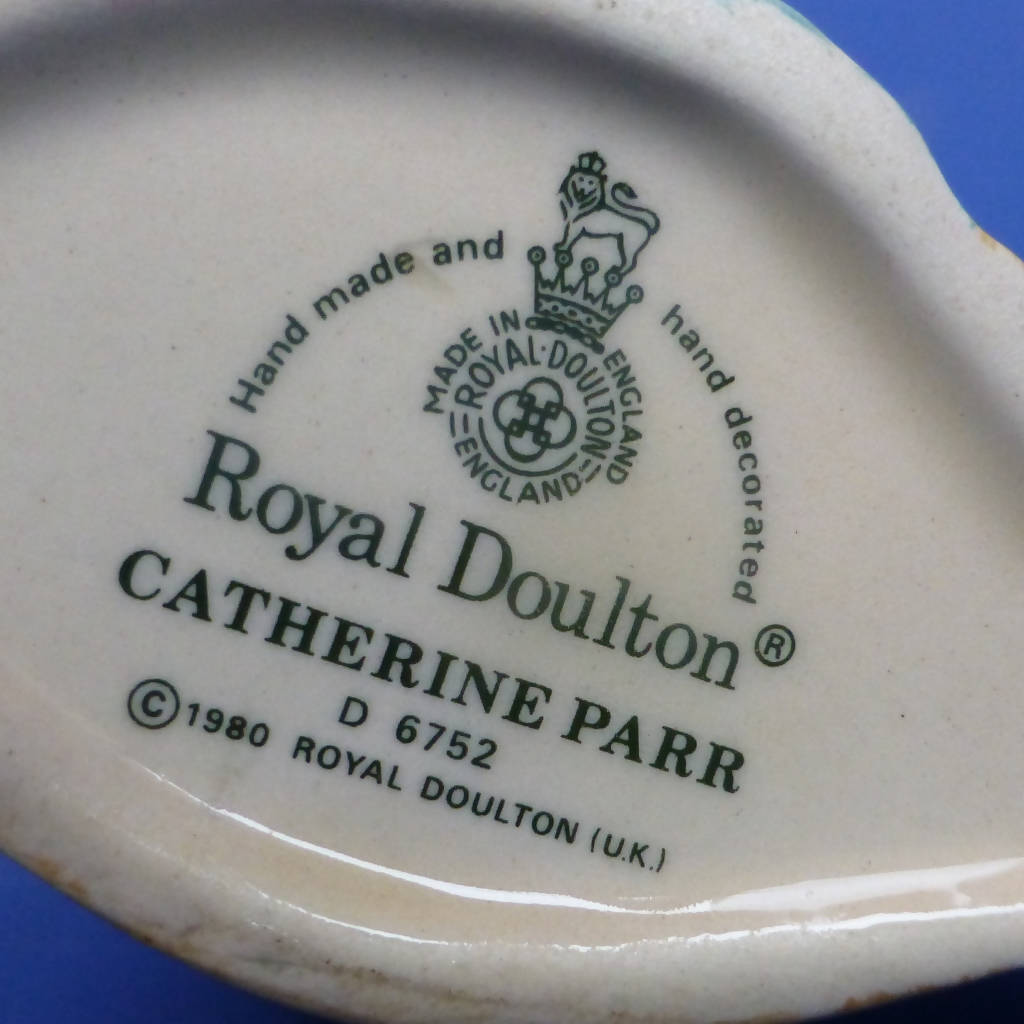 Hand made and hand decorated
MADE IN ENGLAND
ROYAL·DOULTON
ENGLAND
Royal Doulton®
CATHERINE PARR
D 6752
©1980 ROYAL DOULTON (U.K.)